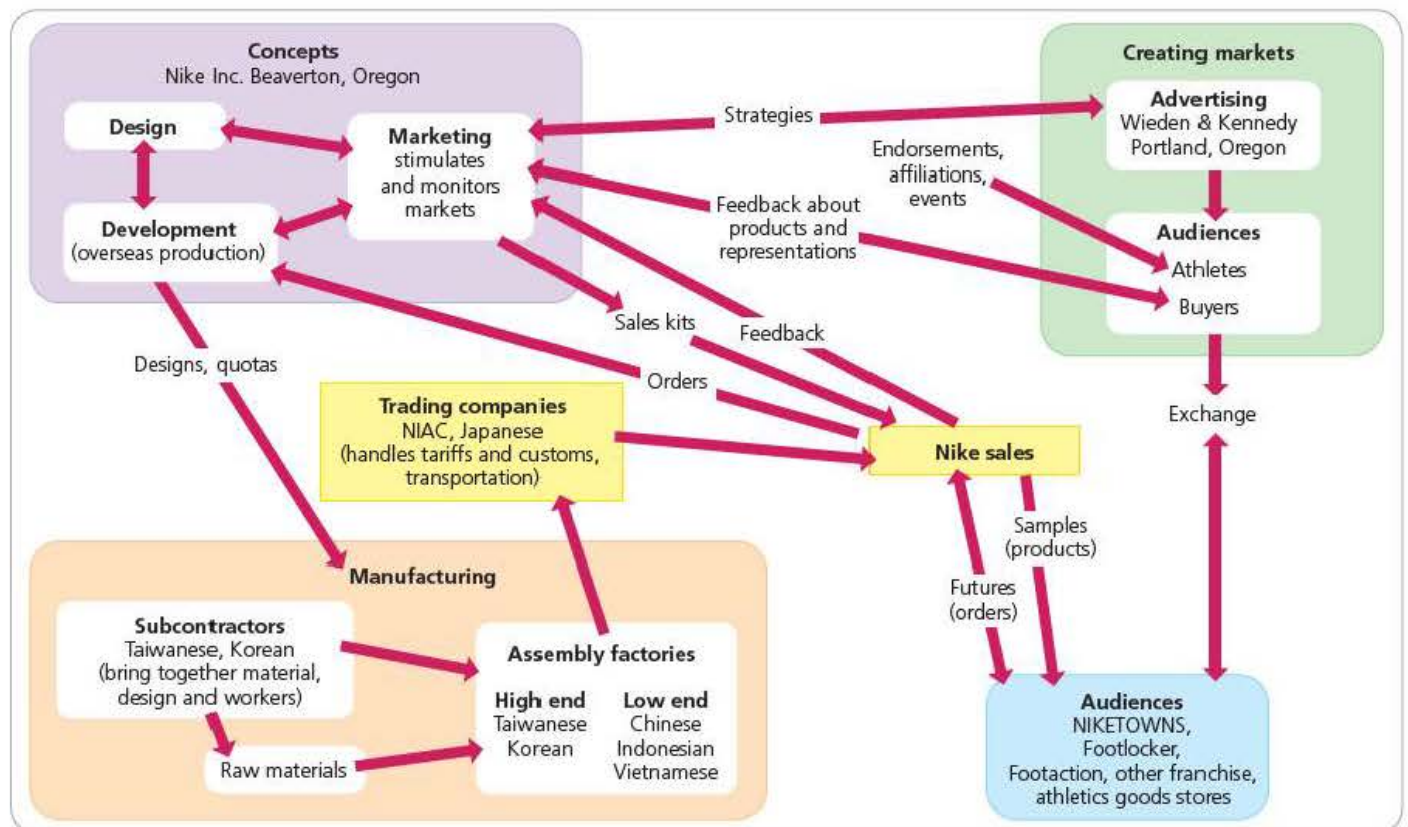 Concepts
Nike Inc. Beaverton, Oregon
Design
Marketing
stimulates
and monitors
markets
Development
(overseas production)
Creating markets
Advertising
Wieden & Kennedy
Portland, Oregon
Audiences
Athletes
Buyers
Strategies
Endorsements,
affiliations,
events
Feedback about
products and
representations
Sales kits
Feedback
Designs, quotas
Orders
Exchange
Trading companies
NIAC, Japanese
(handles tariffs and customs,
transportation)
Nike sales
Samples
(products)
Futures
(orders)
Manufacturing
Subcontractors
Taiwanese, Korean
(bring together material,
design and workers)
Raw materials
Assembly factories
High end
Taiwanese
Korean
Low end
Chinese
Indonesian
Vietnamese
Audiences
NIKETOWNS,
Footlocker,
Footaction, other franchise,
athletics goods stores